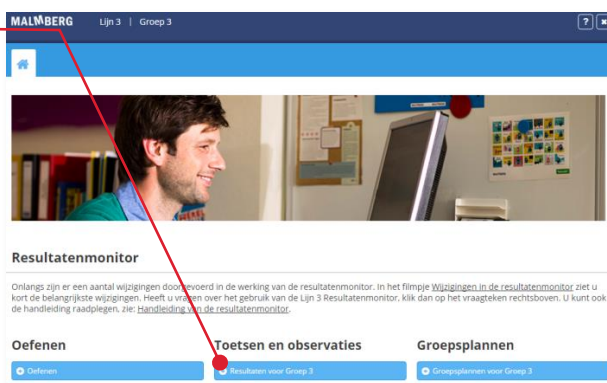 MALMBERG Lijn 3 | Groep 3 ?
Resultatenmonitor
Onlangs zijn er een aantal wijzigingen doorgevoerd in de werking van de resultatenmonitor. In het filmpje Wijzigingen in de resultatenmonitor ziet u
kort de belangrijkste wijzigingen. Heeft u vragen over het gebruik van de Lijn 3 Resultatenmonitor, klik dan op het vraagteken rechtsboven. U kunt ook
de handleiding raadplegen, zie: Handleiding van de resultatenmonitor.
Oefenen Toetsen en observaties Groepsplannen
Oefenen Resultaten voor Groep 3 Groepsplannen voor Groep 3